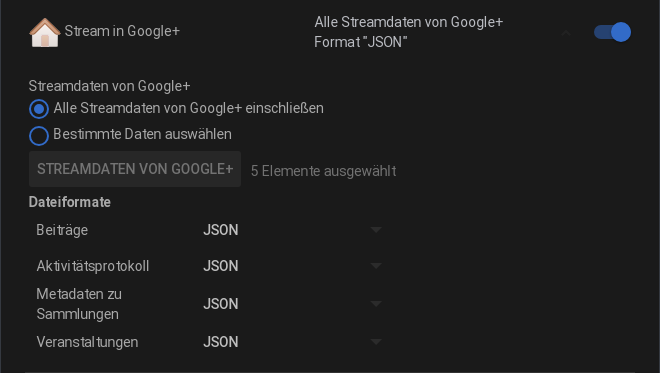 Stream in Google+
Alle Streamdaten von Google+
Format "JSON"
Streamdaten von Google+
Alle Streamdaten von Google+ einschließen
Bestimmte Daten auswählen
STREAMDATEN VON GOOGLE+ 5 Elemente ausgewählt
Dateiformate
Beiträge JSON
Aktivitätsprotokoll JSON
Metadaten zu
Sammlungen JSON
Veranstaltungen JSON